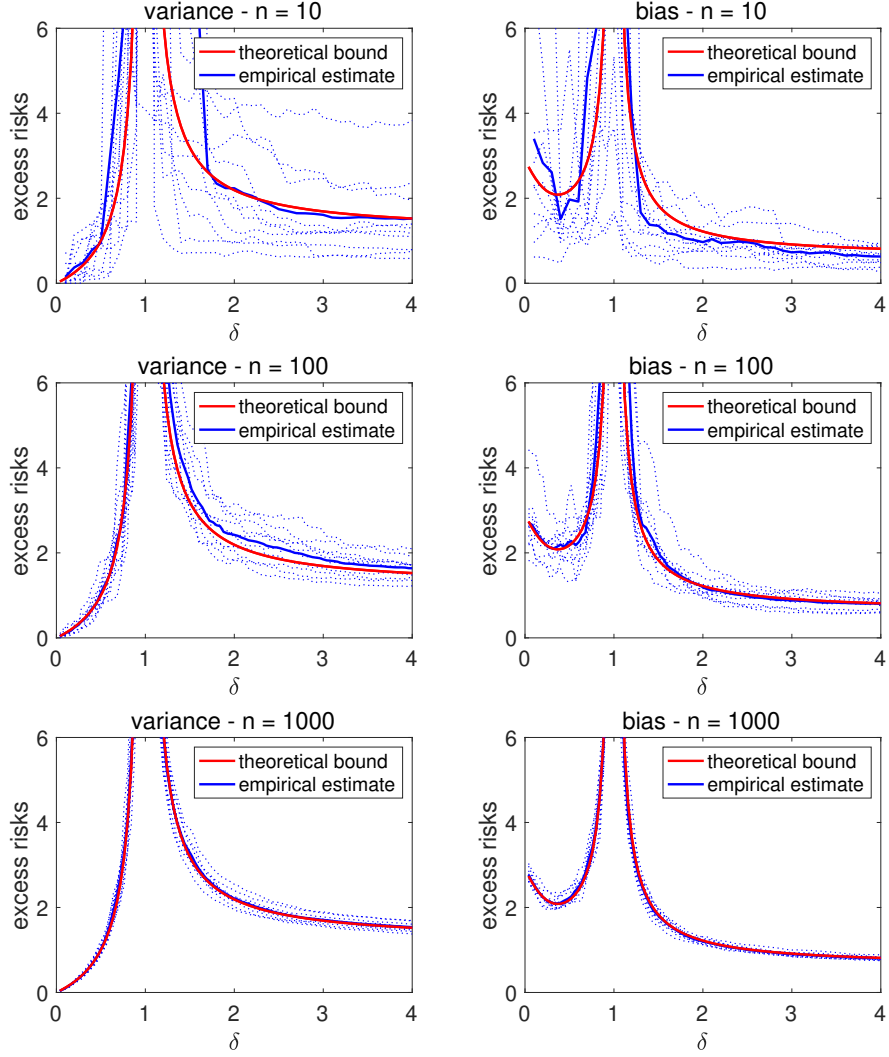 variance - n = 10
6
4
2
0
excess risks
theoretical bound
empirical estimate
0 1 2 3 4
δ
bias - n = 10
6
4
2
0
excess risks
theoretical bound
empirical estimate
0 1 2 3 4
δ
variance - n = 100
6
4
2
0
excess risks
theoretical bound
empirical estimate
0 1 2 3 4
δ
bias - n = 100
6
4
2
0
excess risks
theoretical bound
empirical estimate
0 1 2 3 4
δ
variance - n = 1000
6
4
2
0
excess risks
theoretical bound
empirical estimate
0 1 2 3 4
δ
bias - n = 1000
6
4
2
0
excess risks
theoretical bound
empirical estimate
0 1 2 3 4
δ